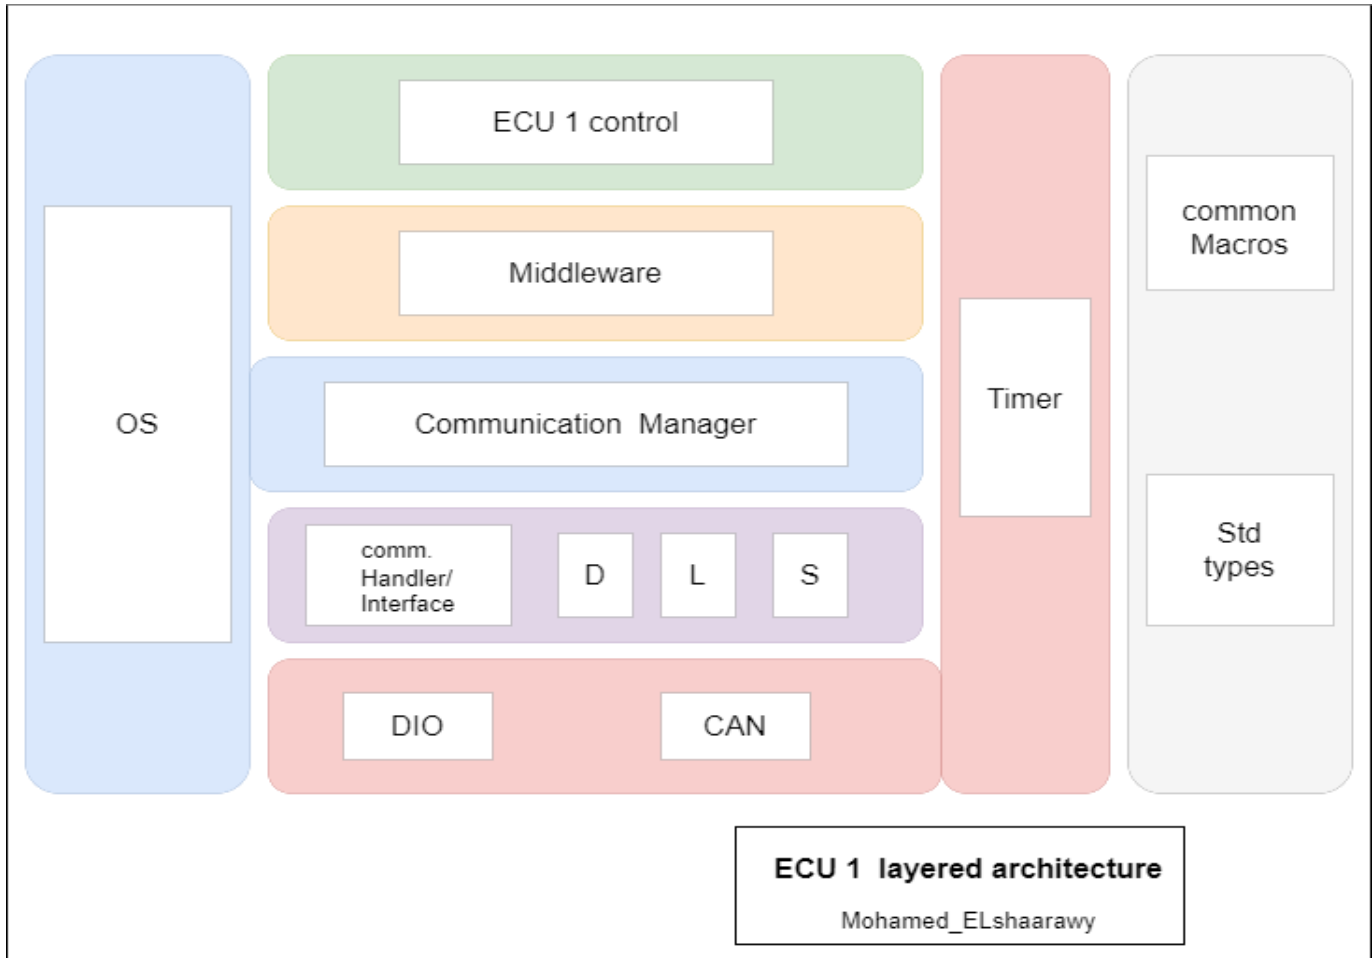 ECU 1 control
Middleware
OS
Communication Manager
comm.
Handler/
Interface
D
L
S
DIO
CAN
Timer
common
Macros
Std
types
ECU 1 layered architecture
Mohamed_ELshaarawy